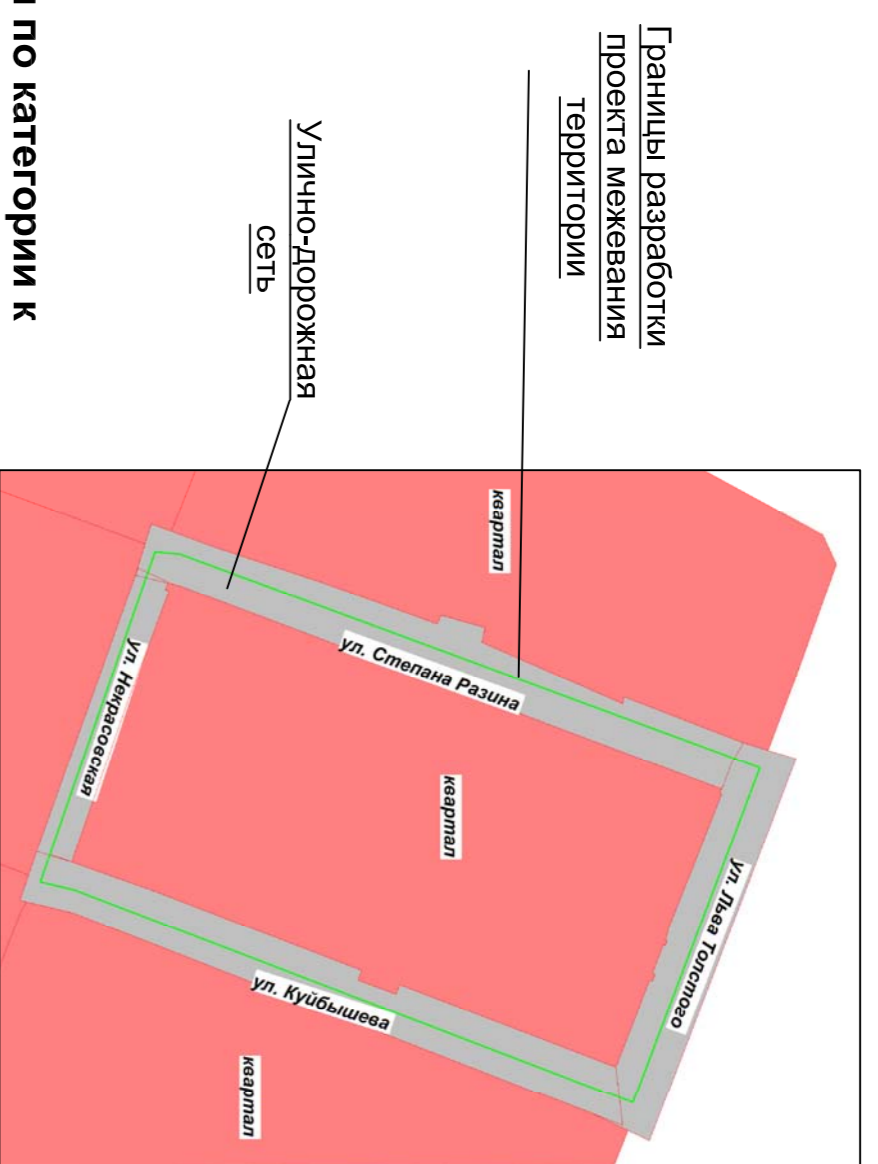 Границы разработки
проекта межевания
территории
Улично-дорожная
сеть
по категории к
квартал
ул. Степана Разина
квартал
ул. Льва Толстого
ул. Некрасовская
ул. Куйбышева
квартал